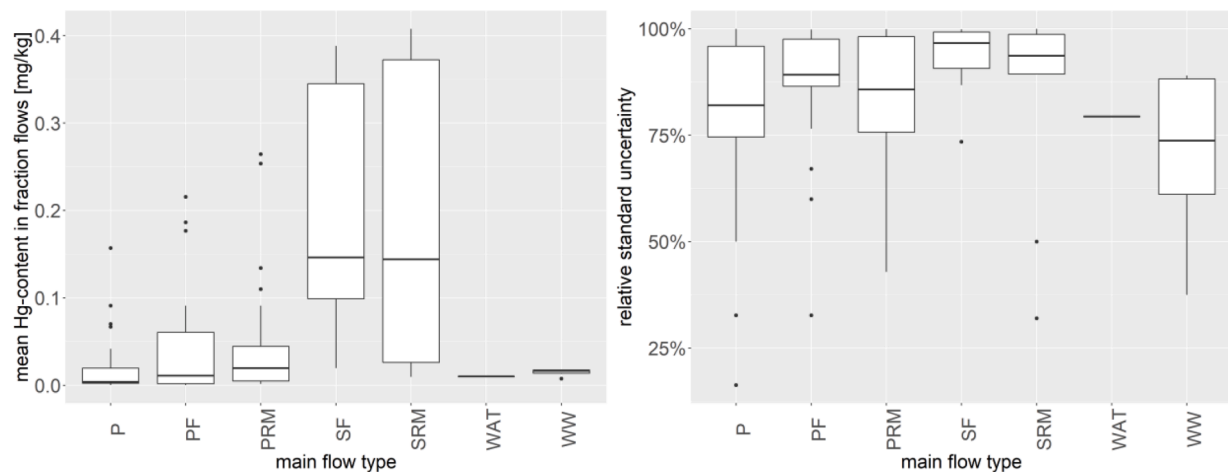 mean Hg-content in fraction flows [mg/kg]
0.4
0.3
0.2
0.1
0.0
P
PF
PRM
SF
SRM
WAT
WW
main flow type
relative standard uncertainty
100%
75%
50%
25%
P
PF
PRM
SF
SRM
WAT
WW
main flow type